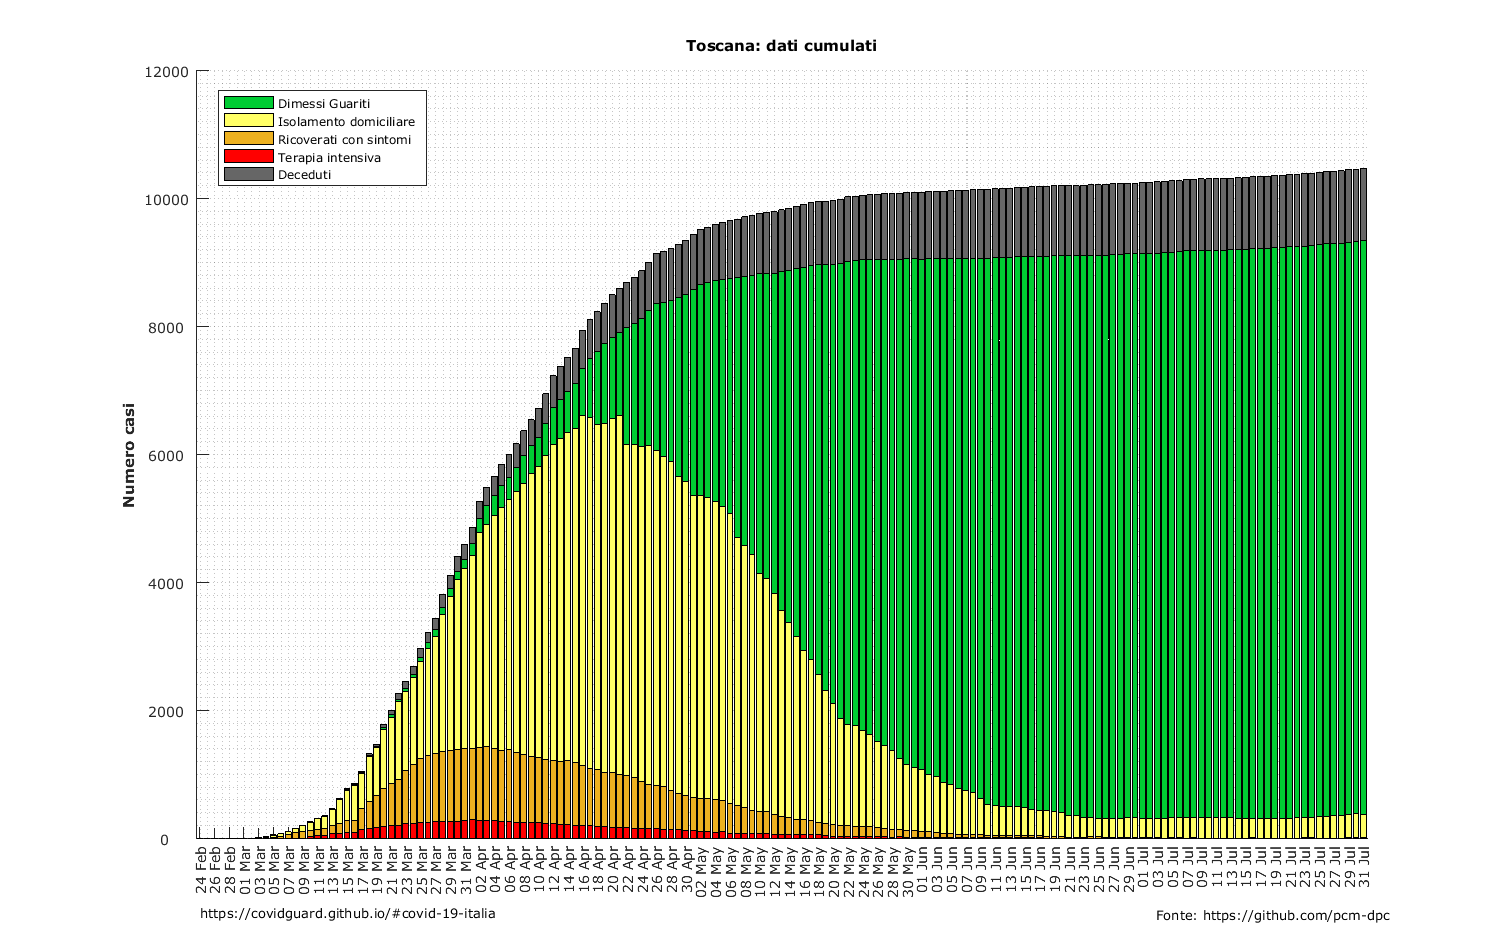 Toscana: dati cumulati
12000
10000
8000
6000
4000
2000
0
Numero casi
Dimessi Guariti
Isolamento domiciliare
Ricoverati con sintomi
Terapia intensiva
Deceduti
24 Feb
26 Feb
28 Feb
01 Mar
03 Mar
05 Mar
07 Mar
09 Mar
11 Mar
13 Mar
15 Mar
17 Mar
19 Mar
21 Mar
23 Mar
25 Mar
27 Mar
29 Mar
31 Mar
02 Apr
04 Apr
06 Apr
08 Apr
10 Apr
12 Apr
14 Apr
16 Apr
18 Apr
20 Apr
22 Apr
24 Apr
26 Apr
28 Apr
30 Apr
02 May
04 May
06 May
08 May
10 May
12 May
14 May
16 May
18 May
20 May
22 May
24 May
26 May
28 May
30 May
01 Jun
03 Jun
05 Jun
07 Jun
09 Jun
11 Jun
13 Jun
15 Jun
17 Jun
19 Jun
21 Jun
23 Jun
25 Jun
27 Jun
29 Jun
01 Jul
03 Jul
05 Jul
07 Jul
09 Jul
11 Jul
13 Jul
15 Jul
17 Jul
19 Jul
21 Jul
23 Jul
25 Jul
27 Jul
29 Jul
31 Jul
https://covidguard.github.io/#covid-19-italia
Fonte: https://github.com/pcm-dpc